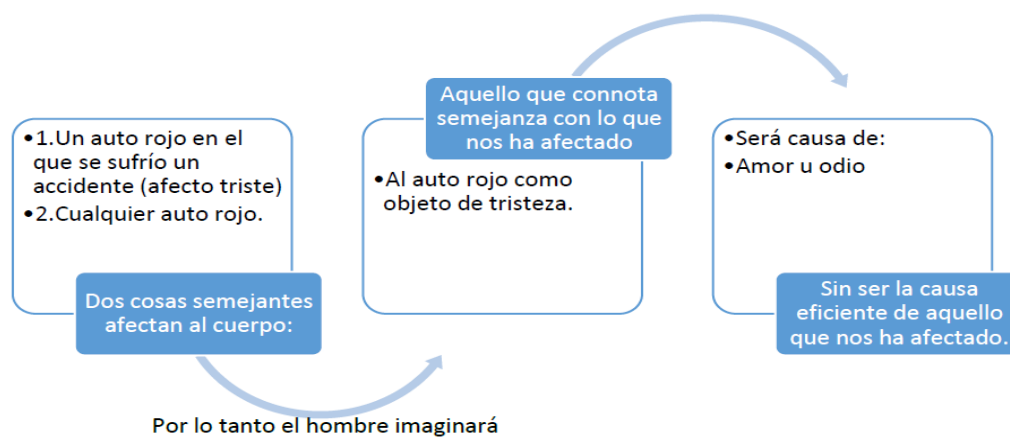 •1.Un auto rojo en el
que se sufrío un
accidente (afecto triste)
•2.Cualquier auto rojo.
Dos cosas semejantes
afectan al cuerpo:
Por lo tanto el hombre imaginará
Aquello que connota
semejanza con lo que
nos ha afectado
•Al auto rojo como
objeto de tristeza.
•Será causa de:
•Amor u odio
Sin ser la causa
eficiente de aquello
que nos ha afectado.